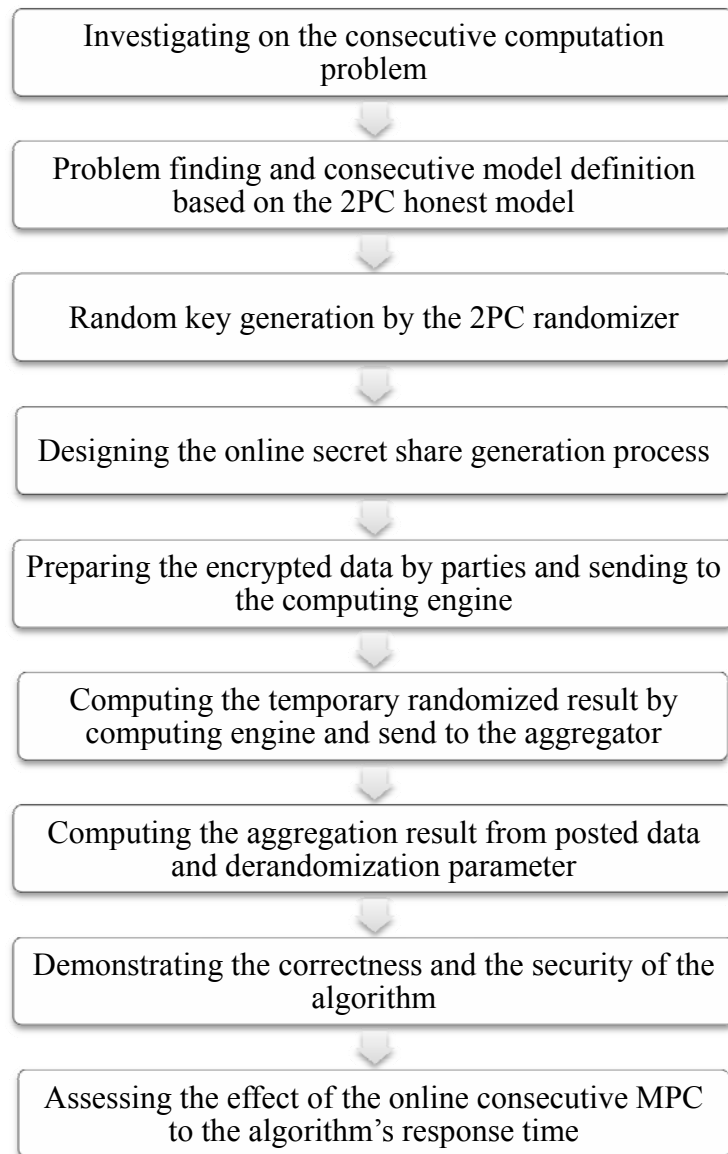 Investigating on the consecutive computation
problem
Problem finding and consecutive model definition
based on the 2PC honest model
Random key generation by the 2PC randomizer
Designing the online secret share generation process
Preparing the encrypted data by parties and sending to
the computing engine
Computing the temporary randomized result by
computing engine and send to the aggregator
Computing the aggregation result from posted data
and derandomization parameter
Demonstrating the correctness and the security of the
algorithm
Assessing the effect of the online consecutive MPC
to the algorithm's response time